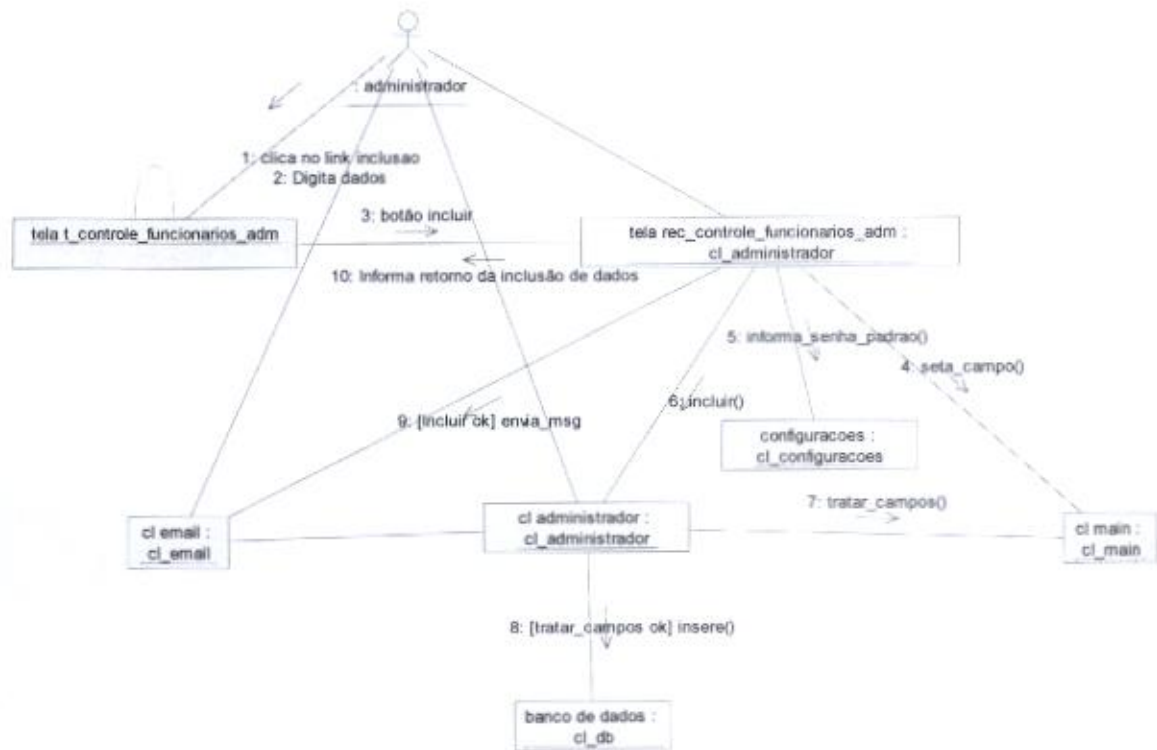 : administrador
1: clica no link inclusao
2: Digita dados
3: botão incluir
tela t_controle_funcionarios_adm
tela rec_controle_funcionarios_adm :
cl_administrador
10: Informa retorno da inclusão de dados
5: informa_senha_padrao()
4: seta_campo()
6: incluir()
9: [Incluir ok] envia_msg
configuracoes :
cl_configuracoes
7: tratar_campos()
cl email :
cl_email
cl administrador :
cl_administrador
cl main :
cl_main
8: [tratar_campos ok] insere()
banco de dados :
cl_db